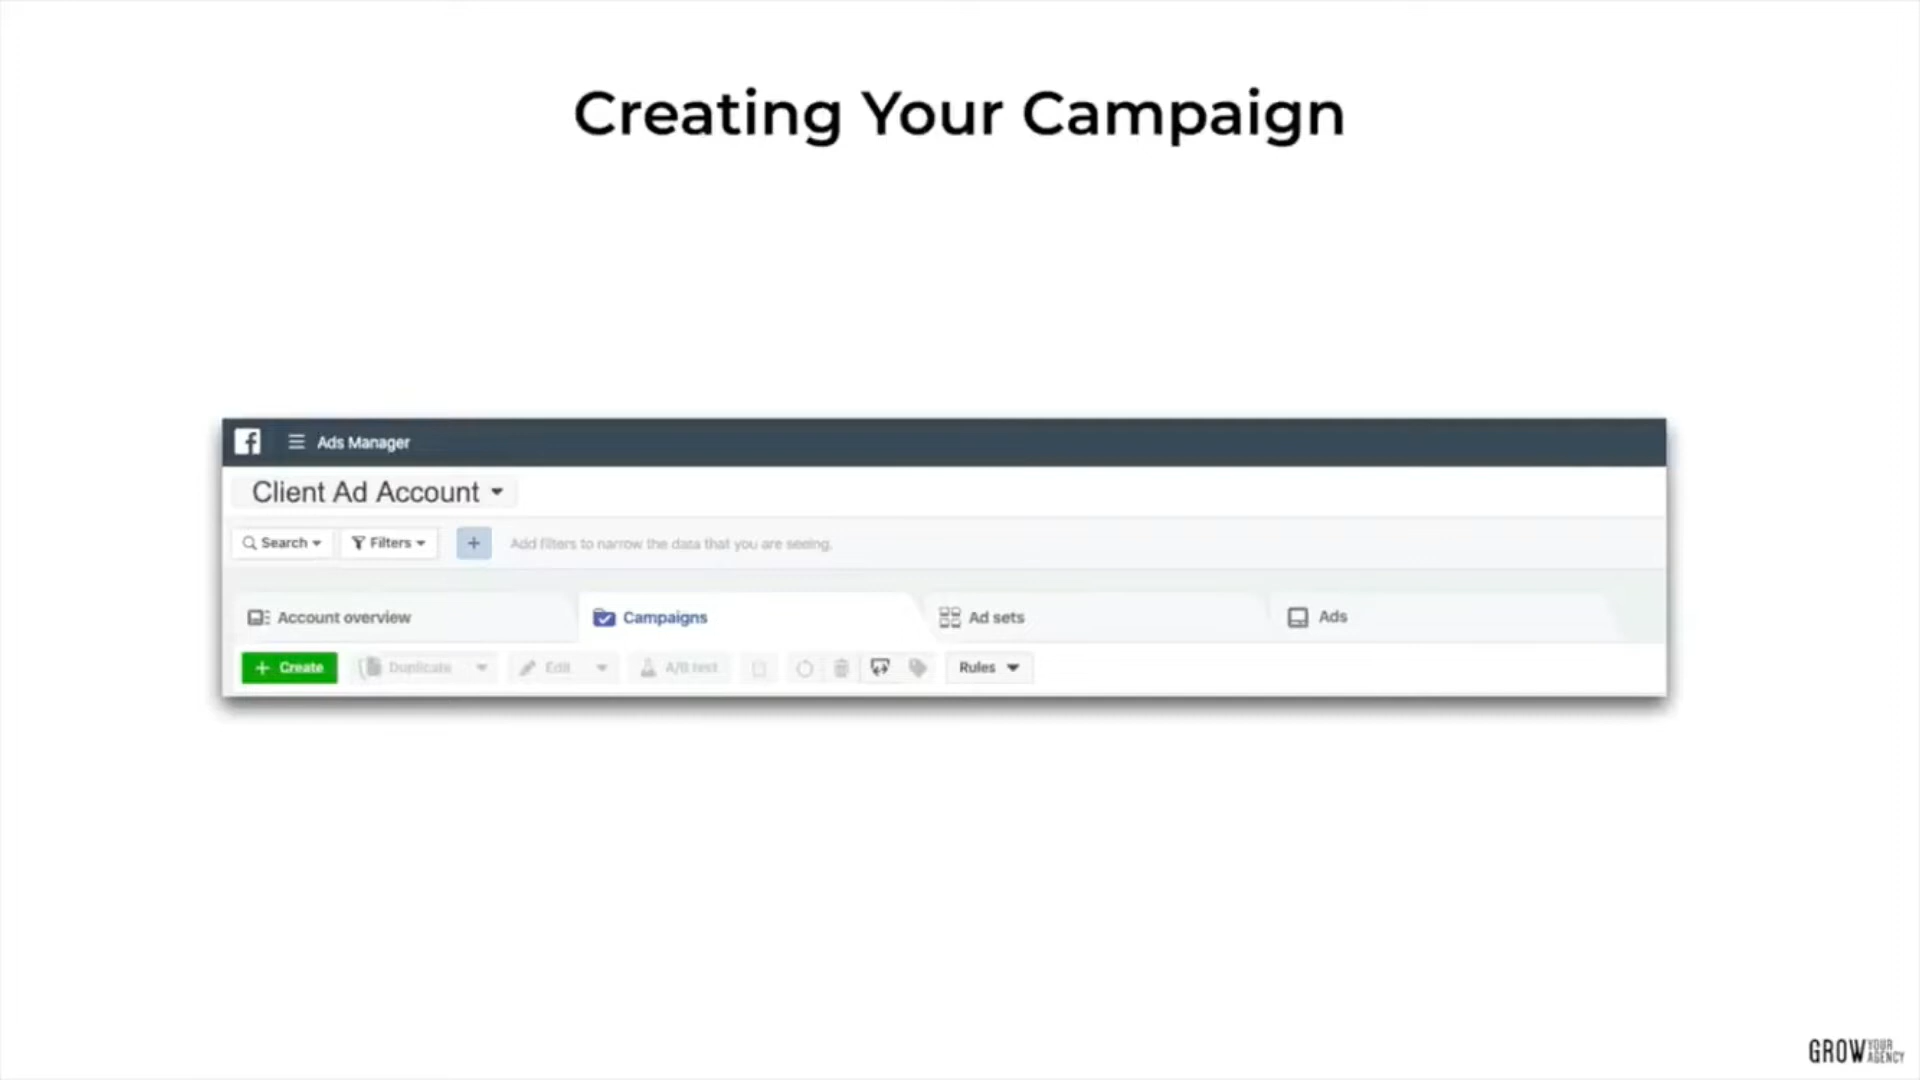 Creating Your Campaign
Ads Manager
Client Ad Account
Search Filters + Add filters to narrow the data that you are seeing.
Account overview Campaigns Ad sets Ads
+ Create Duplicate Edit A/B test Rules
GROW YOUR AGENCY